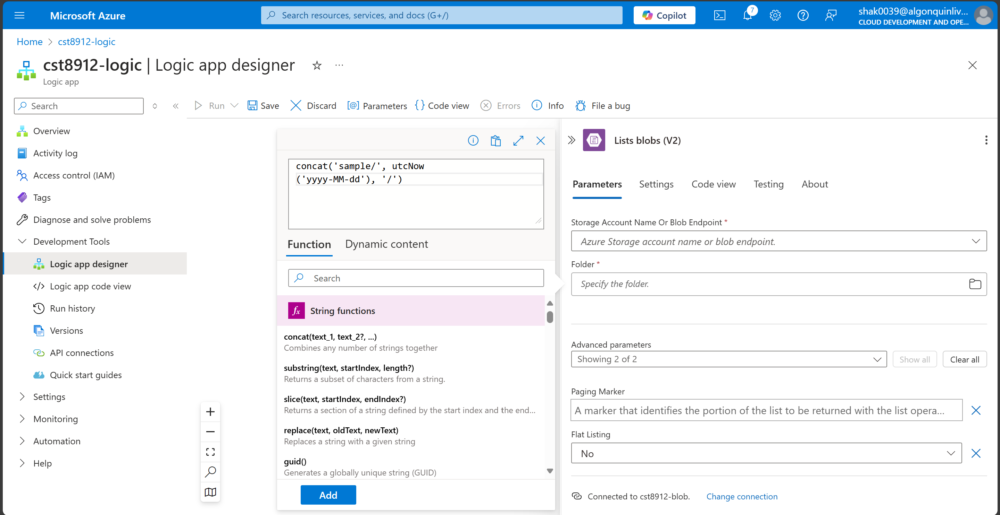 Microsoft Azure
Search resources, services, and docs (G+/)
Copilot
7
shak0039@algonquinliv...
CLOUD DEVELOPMENT AND OPE...
Home > cst8912-logic
cst8912-logic | Logic app designer
...
Logic app
Search
Run
Save
Discard
Parameters
Code view
Errors
Info
File a bug
Overview
Activity log
Access control (IAM)
Tags
Diagnose and solve problems
Development Tools
Logic app designer
Logic app code view
Run history
Versions
API connections
Quick start guides
Settings
Monitoring
Automation
Help
concat('sample/', utcNow
('yyyy-MM-dd'), '/')
Function
Dynamic content
Search
fx String functions
concat(text_1, text_2?, ...)
Combines any number of strings together
substring(text, startIndex, length?)
Returns a subset of characters from a string.
slice(text, startIndex, endIndex?)
Returns a section of a string defined by the start index and the end...
replace(text, oldText, newText)
Replaces a string with a given string
guid()
Generates a globally unique string (GUID)
Add
Lists blobs (V2)
Parameters
Settings
Code view
Testing
About
Storage Account Name Or Blob Endpoint *
Azure Storage account name or blob endpoint.
Folder *
Specify the folder.
Advanced parameters
Showing 2 of 2
Show all
Clear all
Paging Marker
A marker that identifies the portion of the list to be returned with the list opera...
Flat Listing
No
Connected to cst8912-blob.
Change connection